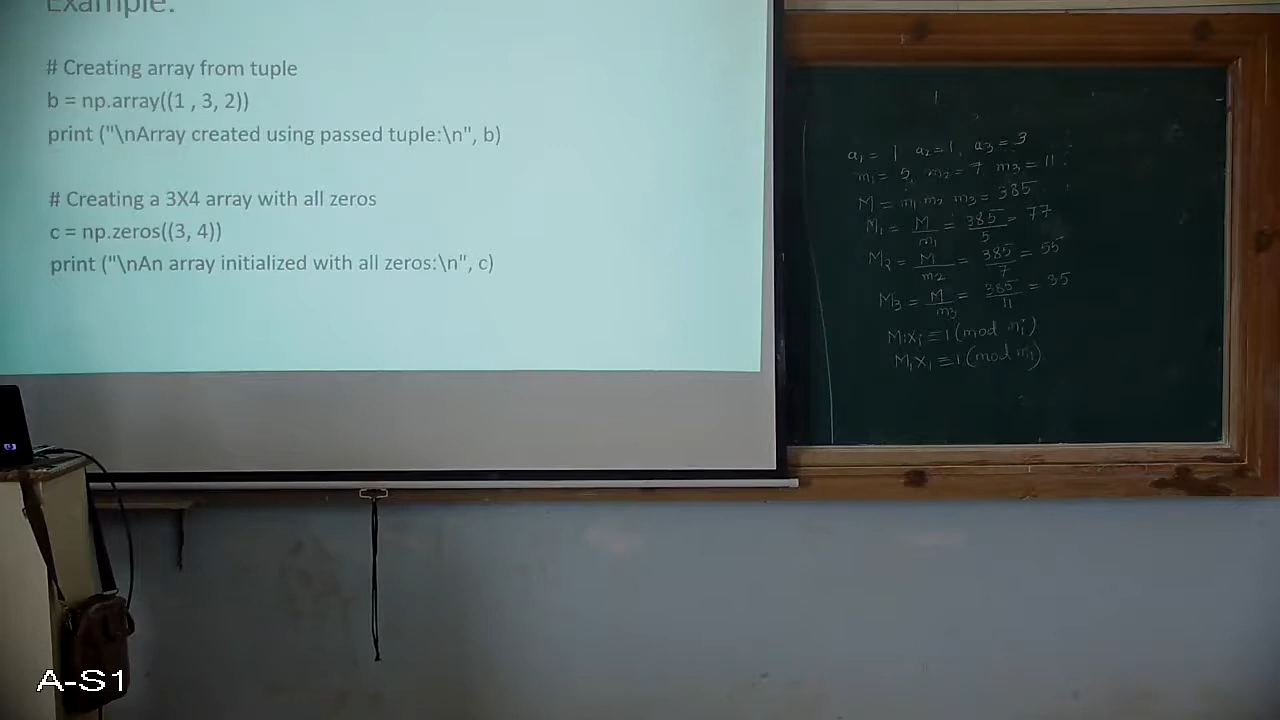 Example:
# Creating array from tuple
b = np.array((1 , 3, 2))
print ("\nArray created using passed tuple:\n", b)
# Creating a 3X4 array with all zeros
c = np.zeros((3, 4))
print ("\nAn array initialized with all zeros:\n", c)
a₁ = 1 a₂ = 1, a₃ = 3
m₁ = 5, m₂ = 7, m₃ = 11
M = m₁ m₂ m₃ = 385
M₁ = M/m₁ = 385/5 = 77
M₂ = M/m₂ = 385/7 = 55
M₃ = M/m₃ = 385/11 = 35
Mᵢxᵢ ≡ 1 (mod mᵢ)
M₁x₁ ≡ 1 (mod m₁)
A-S1